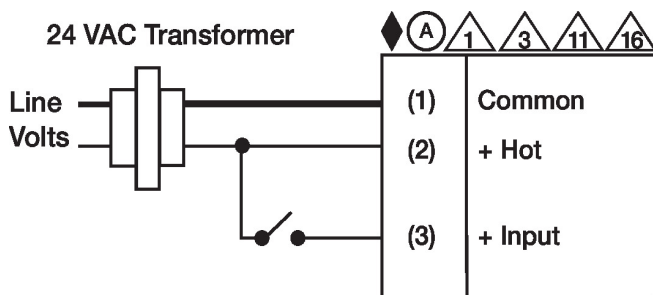 24 VAC Transformer
A 1 3 11 16
Line (1) Common
Volts (2) + Hot
(3) + Input